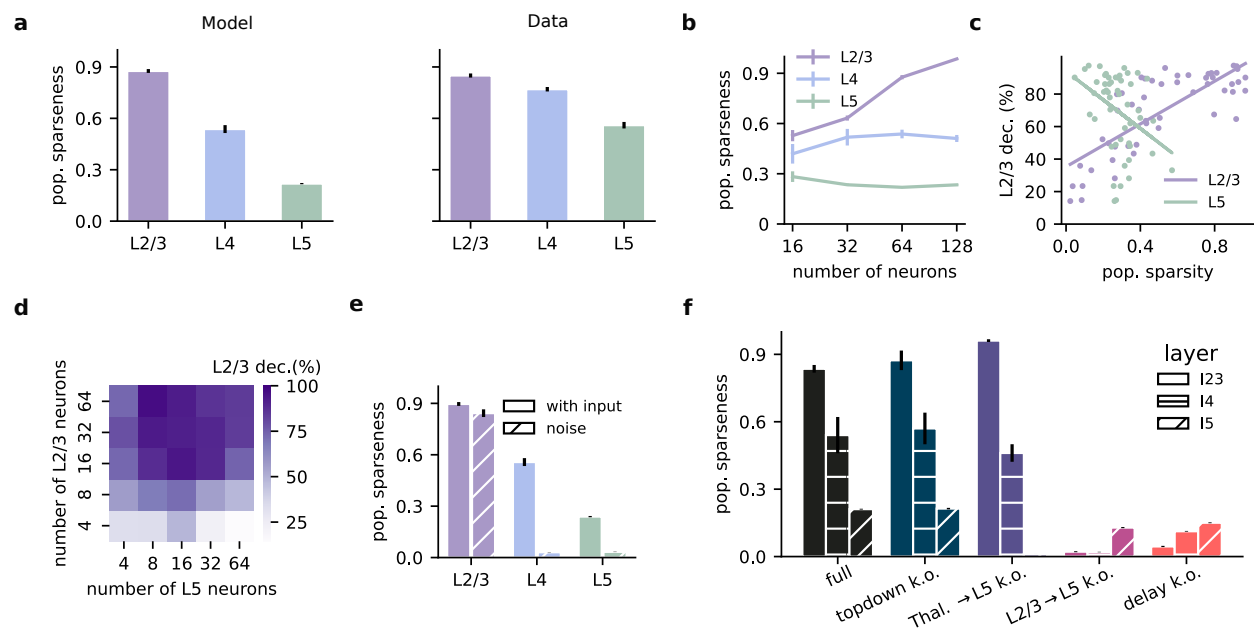 a
Model
Data
pop. sparseness
0.9
0.6
0.3
0.0
L2/3
L4
L5
L2/3
L4
L5
b
L2/3
L4
L5
pop. sparseness
0.9
0.6
0.3
0
16
32
64
128
number of neurons
c
L2/3 dec. (%)
80
60
40
20
0
L2/3
L5
0.0
0.4
0.8
pop. sparsity
d
L2/3 dec.(%)
number of L2/3 neurons
64
32
16
8
4
4
8
16
32
64
number of L5 neurons
100
75
50
25
e
pop. sparseness
0.9
0.6
0.3
0.0
with input
noise
L2/3
L4
L5
f
pop. sparseness
0.9
0.6
0.3
0.0
layer
l23
l4
l5
full
topdown k.o.
Thal. → L5 k.o.
L2/3 → L5 k.o.
delay k.o.